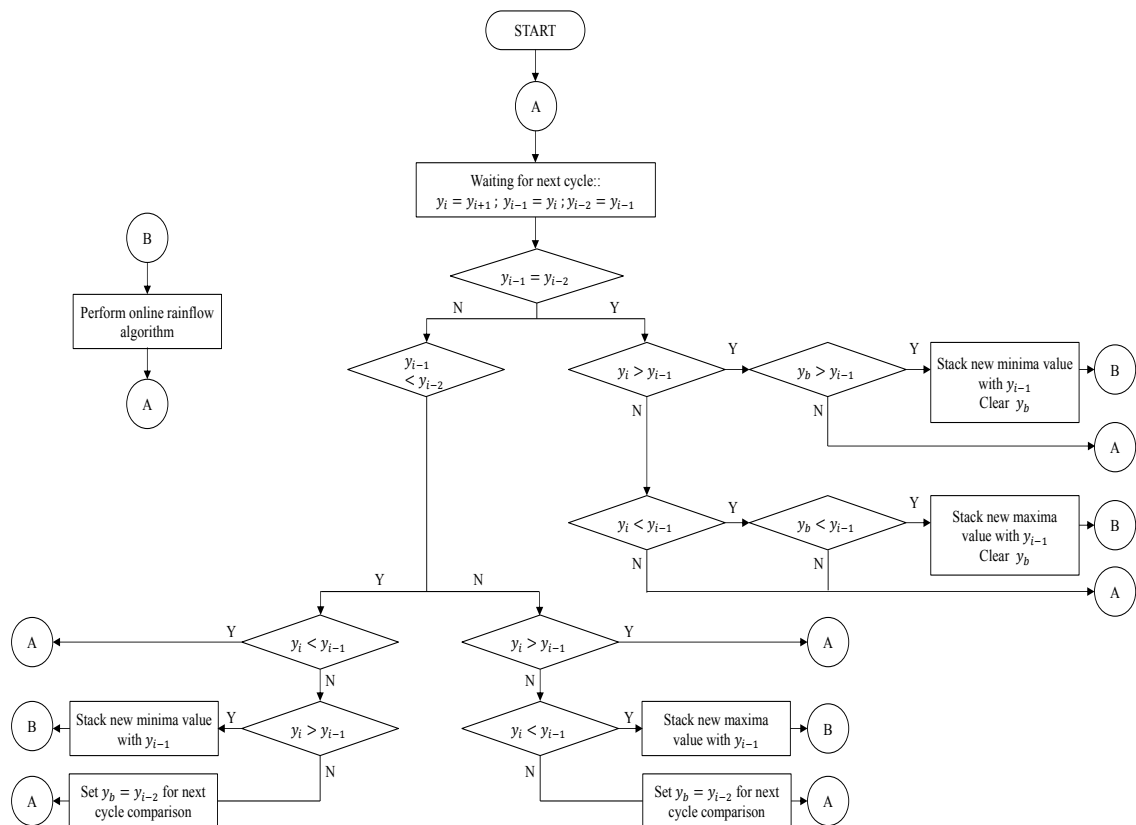 START
A
Waiting for next cycle::
y_i = y_{i+1} ; y_{i-1} = y_i ; y_{i-2} = y_{i-1}
B
y_{i-1} = y_{i-2}
Perform online rainflow
algorithm
N
Y
A
y_{i-1}
< y_{i-2}
y_i > y_{i-1}
Y
y_b > y_{i-1}
Y
Stack new minima value
with y_{i-1}
Clear y_b
B
N
N
A
y_i < y_{i-1}
Y
y_b < y_{i-1}
Y
Stack new maxima
value with y_{i-1}
Clear y_b
B
N
N
A
Y
N
A
Y
y_i < y_{i-1}
y_i > y_{i-1}
Y
A
N
N
B
Stack new minima value
with y_{i-1}
Y
y_i > y_{i-1}
y_i < y_{i-1}
Y
Stack new maxima
value with y_{i-1}
B
N
N
A
Set y_b = y_{i-2} for next
cycle comparison
Set y_b = y_{i-2} for next
cycle comparison
A